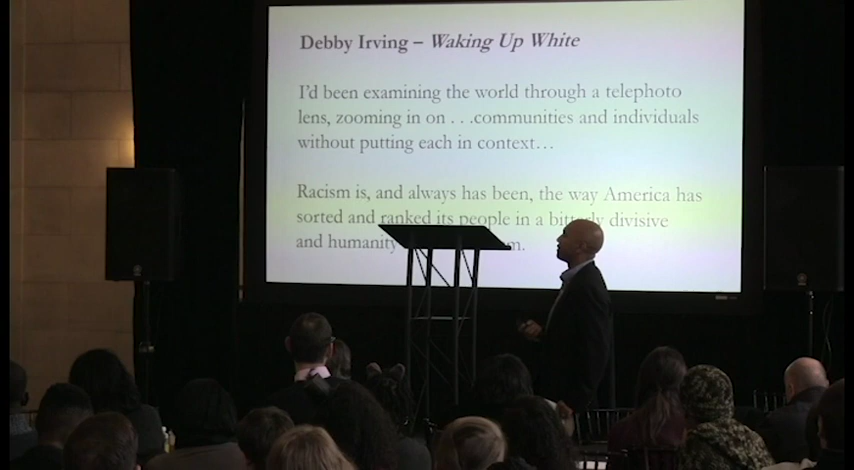 Debby Irving – Waking Up White
I'd been examining the world through a telephoto
lens, zooming in on . . .communities and individuals
without putting each in context…
Racism is, and always has been, the way America has
sorted and ranked its people in a bitterly divisive
and humanity